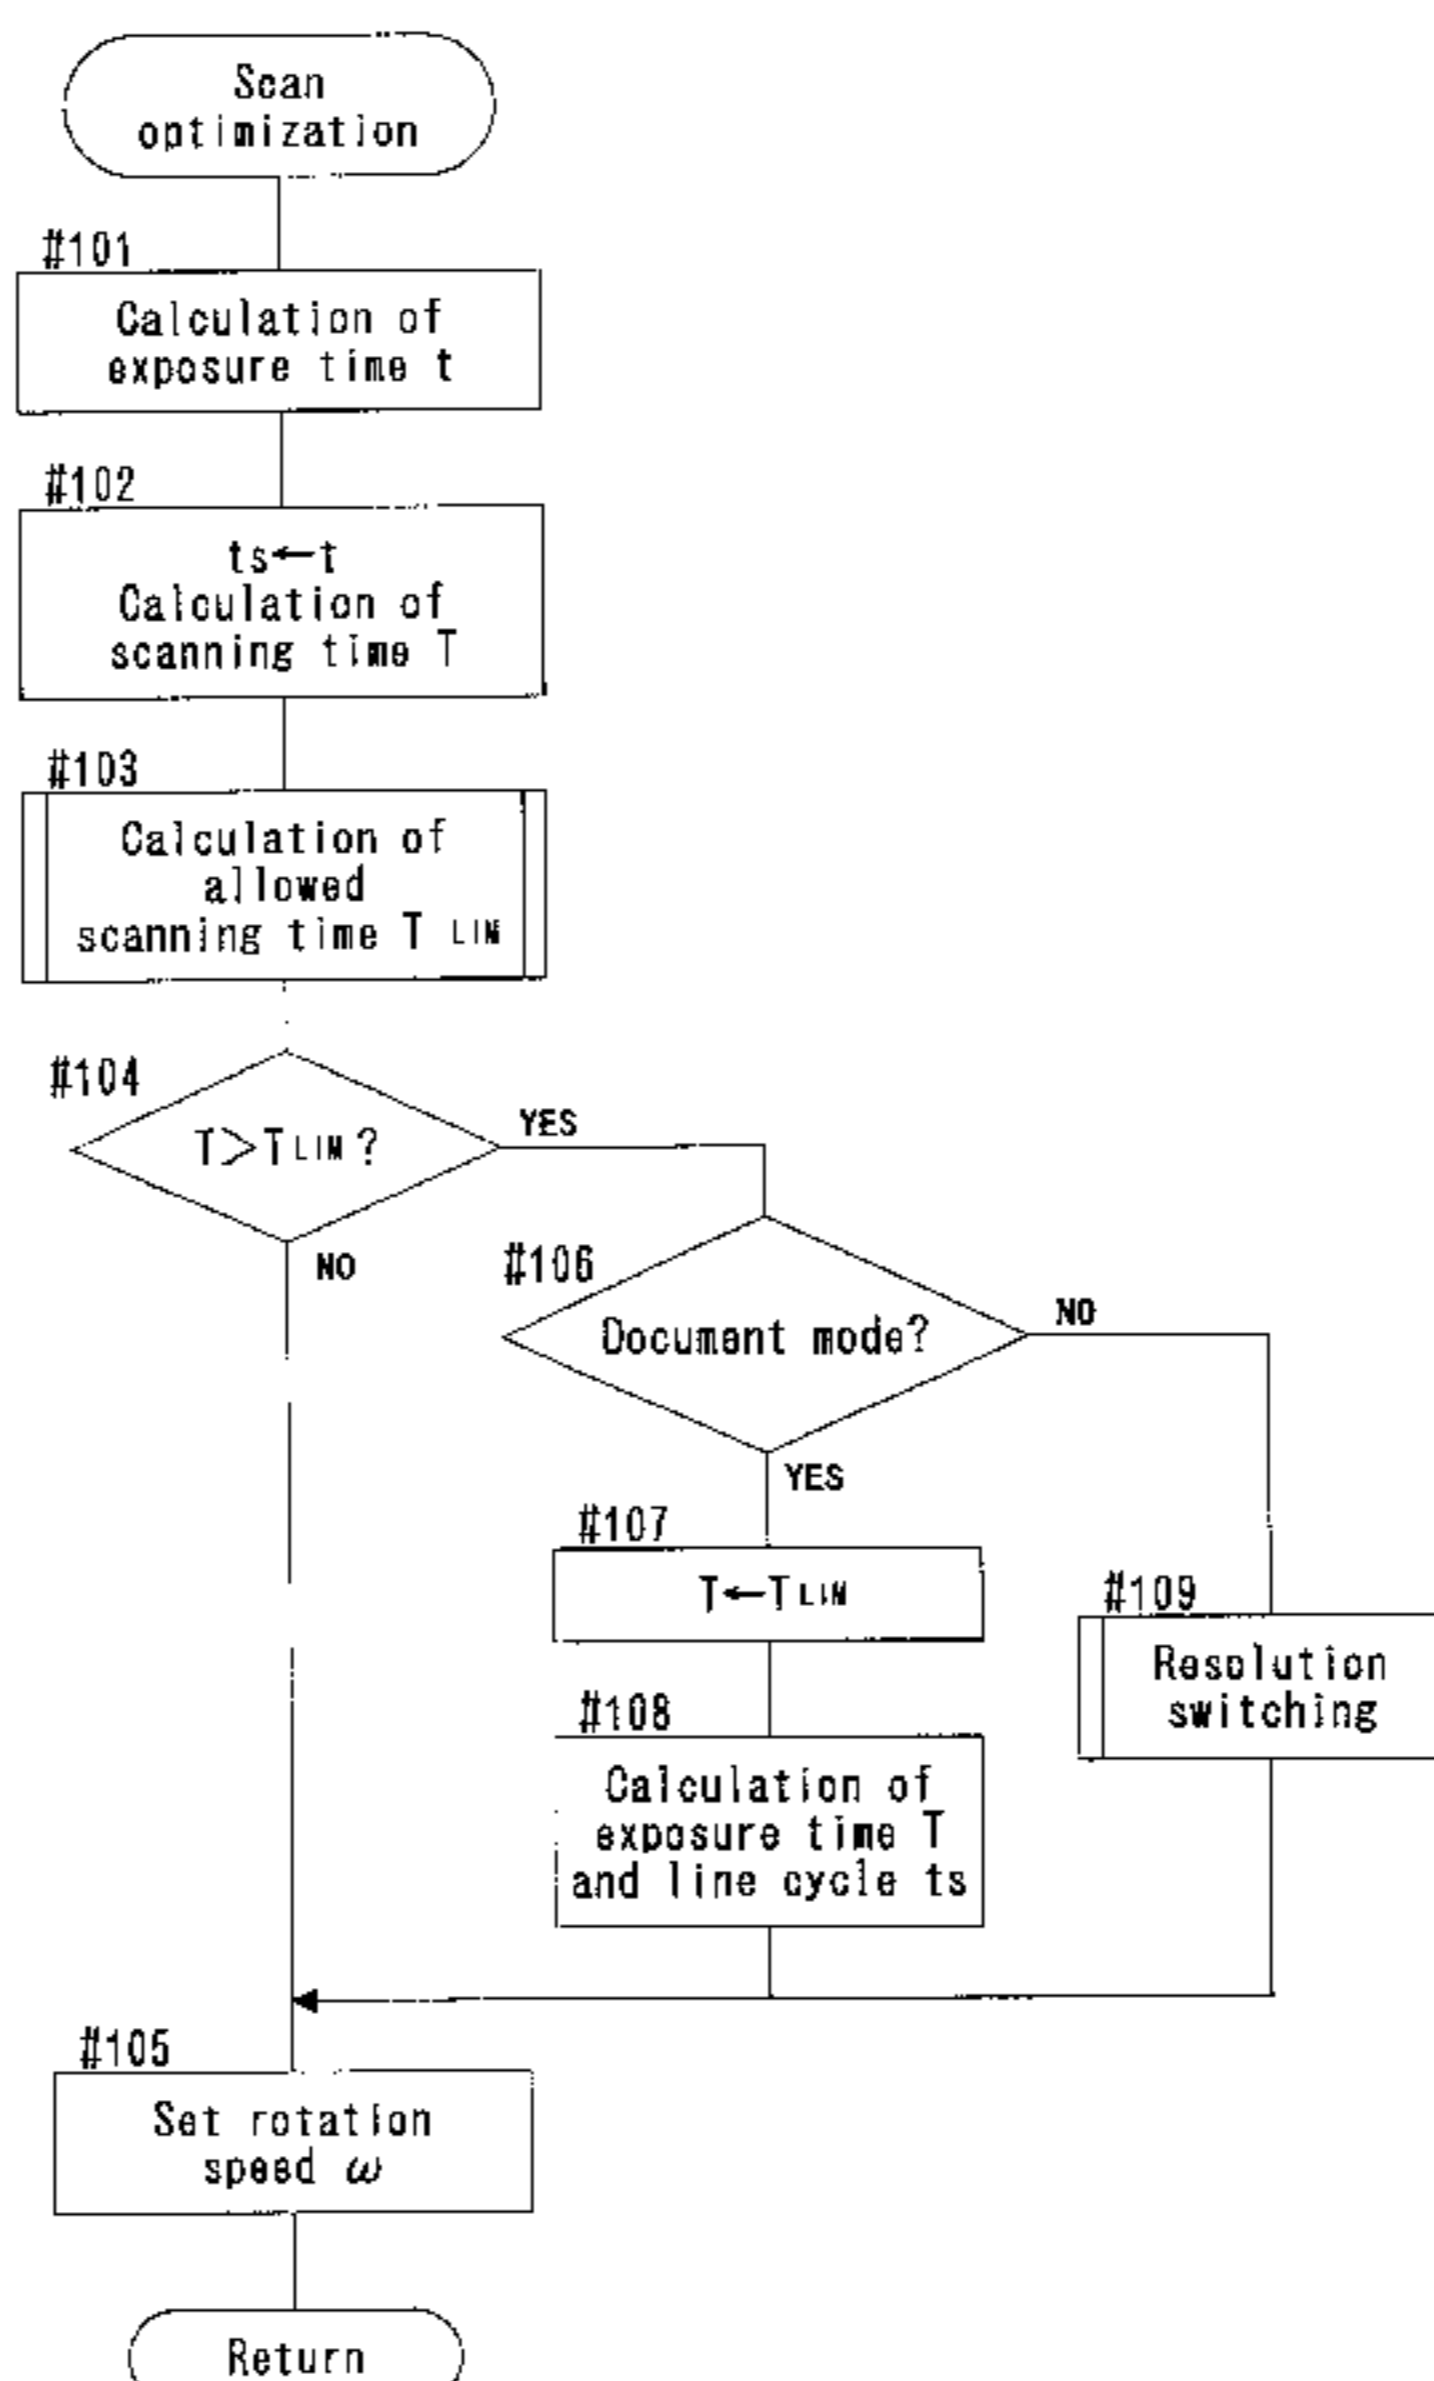 Scan
optimization
#101
Calculation of
exposure time t
#102
ts←t
Calculation of
scanning time T
#103
Calculation of
allowed
scanning time T LIM
#104
T>TLIM?
YES
NO
#106
Document mode?
NO
YES
#107
T←TLIM
#109
Resolution
switching
#108
Calculation of
exposure time T
and line cycle ts
#105
Set rotation
speed ω
Return